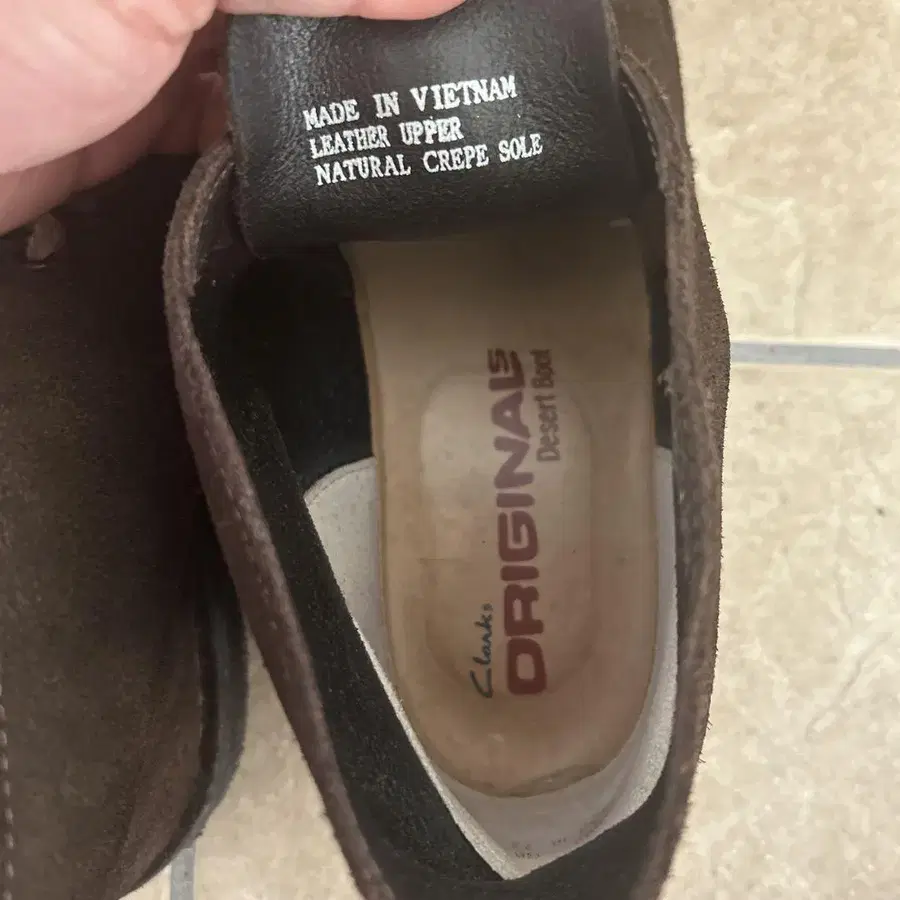 MADE IN VIETNAM
LEATHER UPPER
NATURAL CREPE SOLE
Clarks
ORIGINALS
Desert Boot